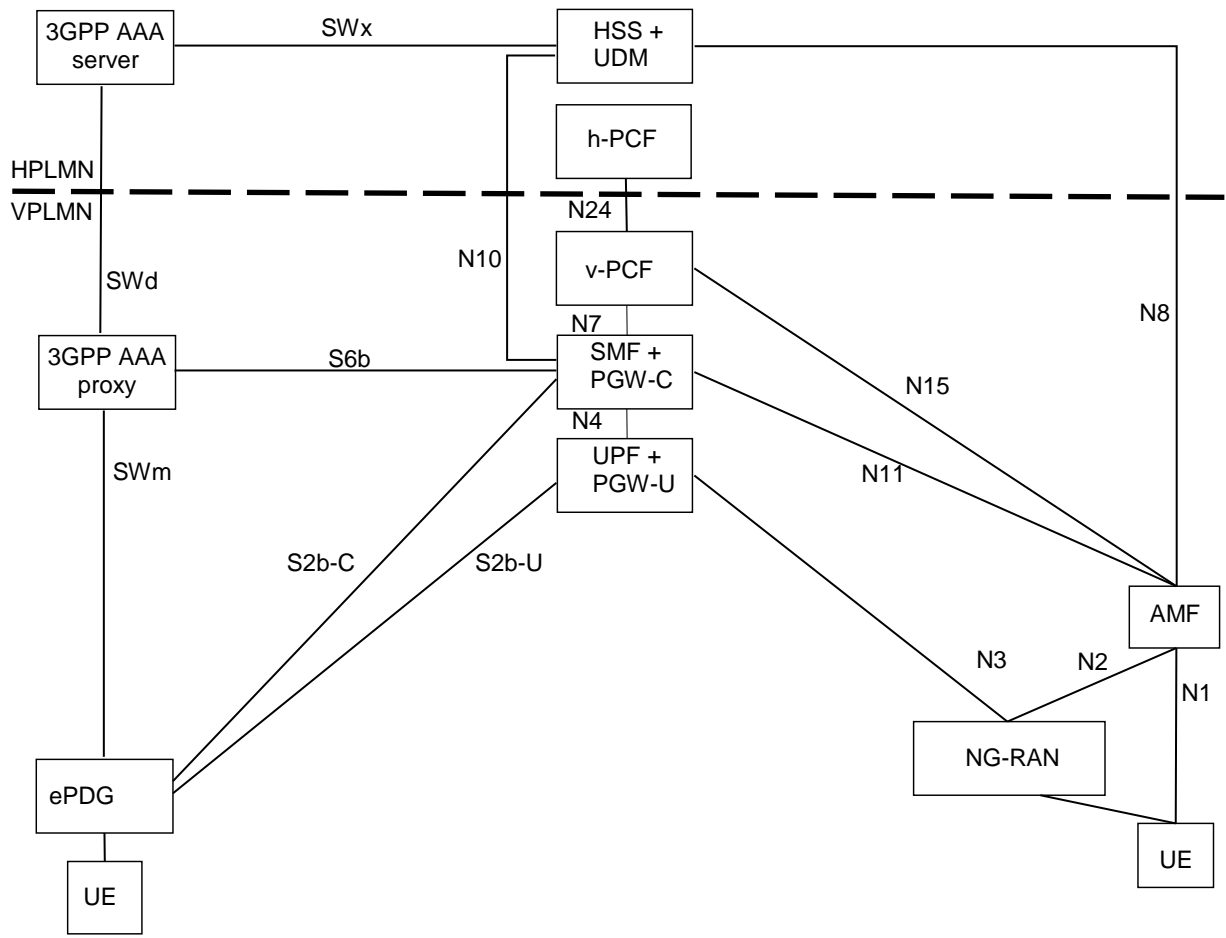 3GPP AAA
server
SWx
HSS +
UDM
h-PCF
HPLMN
VPLMN
N24
N10
v-PCF
SWd
N8
N7
3GPP AAA
proxy
S6b
SMF +
PGW-C
N15
N4
SWm
UPF +
PGW-U
N11
S2b-C
S2b-U
AMF
N3
N2
N1
NG-RAN
ePDG
UE
UE